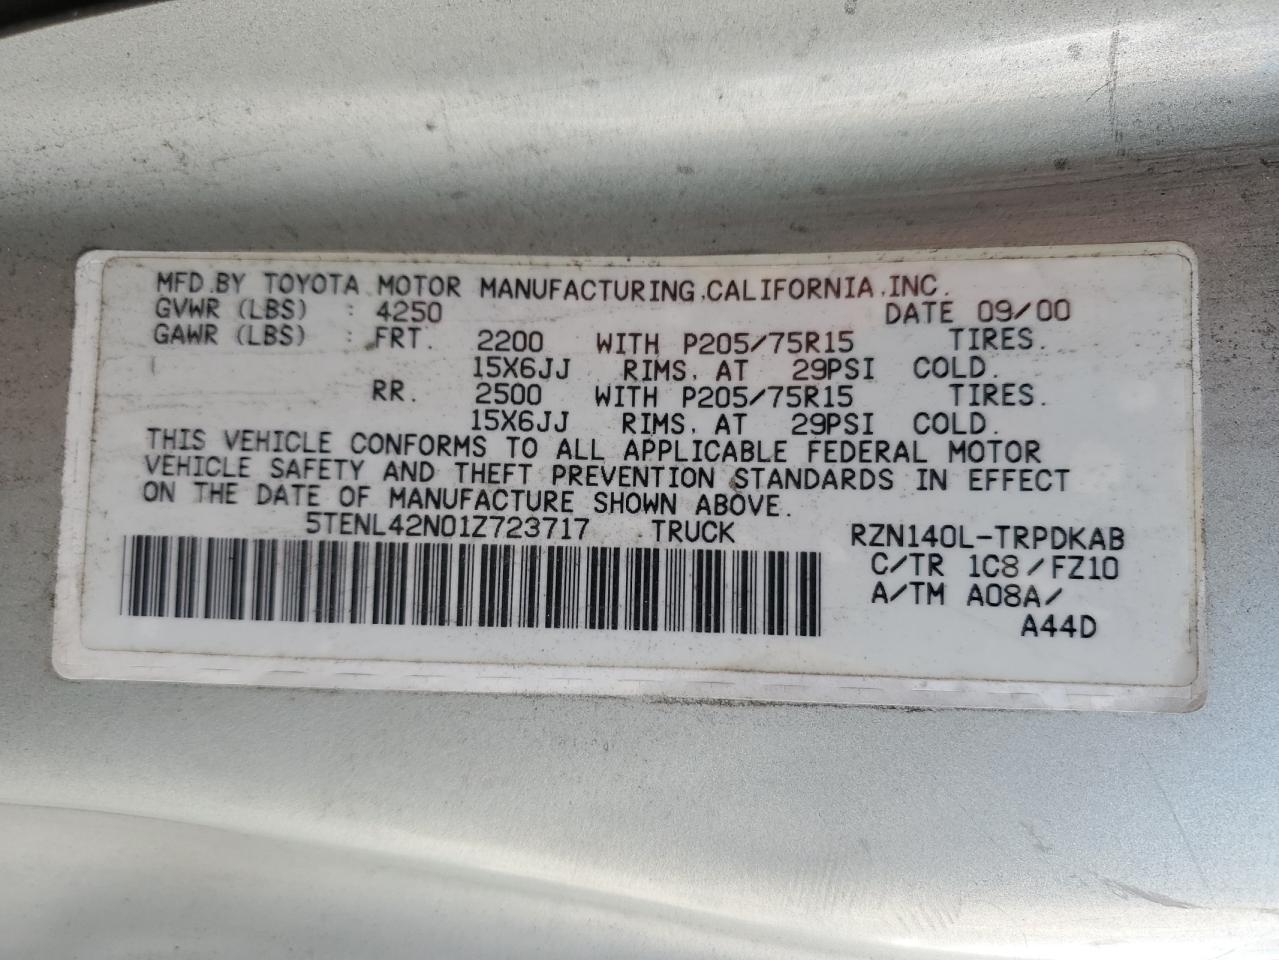 MFD.BY TOYOTA MOTOR MANUFACTURING.CALIFORNIA.INC.
GVWR (LBS) : 4250 DATE 09/00
GAWR (LBS) : FRT. 2200 WITH P205/75R15 TIRES.
15X6JJ RIMS. AT 29PSI COLD.
RR. 2500 WITH P205/75R15 TIRES.
15X6JJ RIMS. AT 29PSI COLD.
THIS VEHICLE CONFORMS TO ALL APPLICABLE FEDERAL MOTOR
VEHICLE SAFETY AND THEFT PREVENTION STANDARDS IN EFFECT
ON THE DATE OF MANUFACTURE SHOWN ABOVE.
5TENL42N01Z723717 TRUCK RZN140L-TRPDKAB
C/TR 1C8/FZ10
A/TM A08A/
A44D